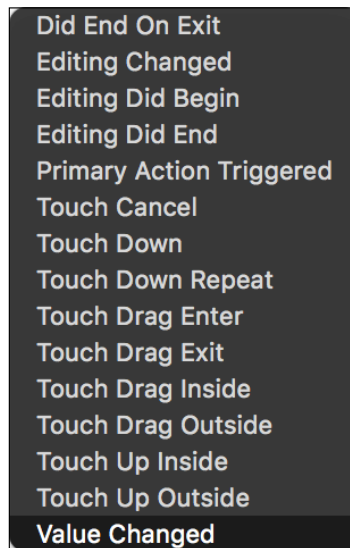 Did End On Exit
Editing Changed
Editing Did Begin
Editing Did End
Primary Action Triggered
Touch Cancel
Touch Down
Touch Down Repeat
Touch Drag Enter
Touch Drag Exit
Touch Drag Inside
Touch Drag Outside
Touch Up Inside
Touch Up Outside
Value Changed